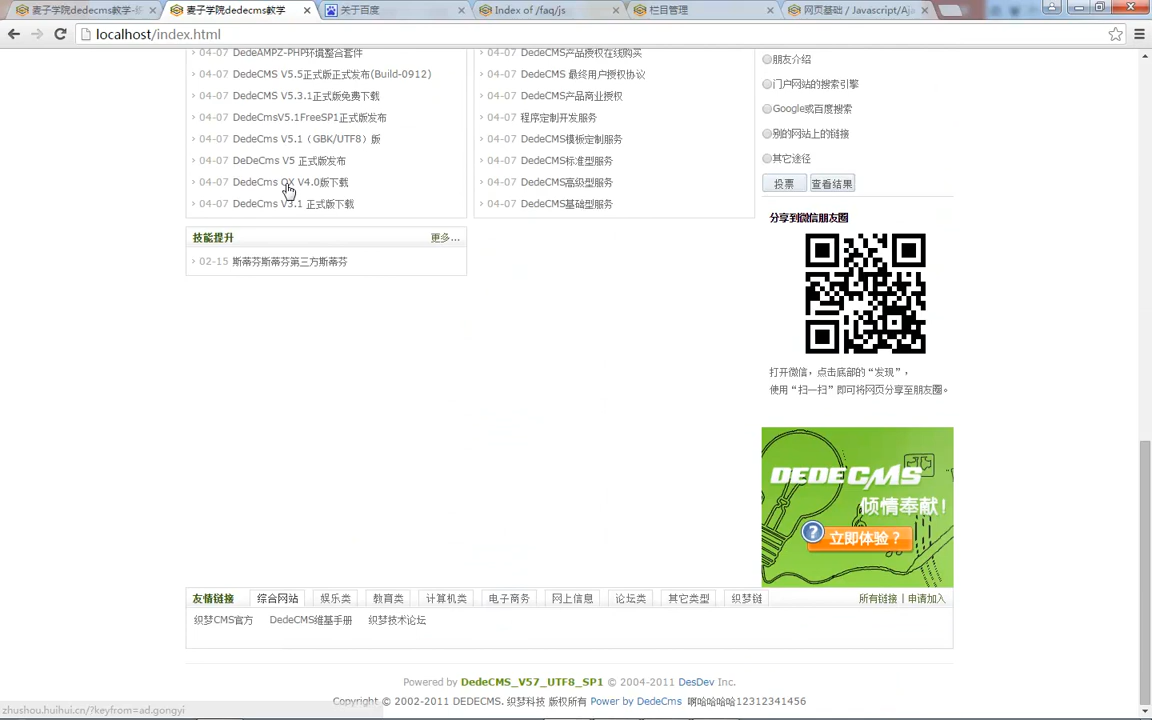 麦子学院dedecms教学-
麦子学院dedecms教学
关于百度
Index of /faq/js
栏目管理
网页基础 / Javascript/Aja
localhost/index.html
04-07 DedeAMPZ-PHP环境整合套件
04-07 DedeCMS V5.5正式版正式发布(Build-0912)
04-07 DedeCMS V5.3.1正式版免费下载
04-07 DedeCmsV5.1FreeSP1正式版发布
04-07 DedeCms V5.1（GBK/UTF8）版
04-07 DeDeCms V5 正式版发布
04-07 DedeCms OX V4.0版下载
04-07 DedeCms V3.1 正式版下载
04-07 DedeCMS产品授权在线购买
04-07 DedeCMS 最终用户授权协议
04-07 DedeCMS产品商业授权
04-07 程序定制开发服务
04-07 DedeCMS模板定制服务
04-07 DedeCMS标准型服务
04-07 DedeCMS高级型服务
04-07 DedeCMS基础型服务
技能提升 更多...
02-15 斯蒂芬斯蒂芬第三方斯蒂芬
朋友介绍
门户网站的搜索引擎
Google或百度搜索
别的网站上的链接
其它途径
投票 查看结果
分享到微信朋友圈
打开微信，点击底部的“发现”，
使用“扫一扫”即可将网页分享至朋友圈。
DEDECMS
倾情奉献!
? 立即体验？
友情链接 综合网站 娱乐类 教育类 计算机类 电子商务 网上信息 论坛类 其它类型 织梦链 所有链接 | 申请加入
织梦CMS官方 DedeCMS维基手册 织梦技术论坛
Powered by DedeCMS_V57_UTF8_SP1 © 2004-2011 DesDev Inc.
Copyright © 2002-2011 DEDECMS. 织梦科技 版权所有 Power by DedeCms 啊哈哈哈哈12312341456
zhushou.huihui.cn/?keyfrom=ad.gongyi